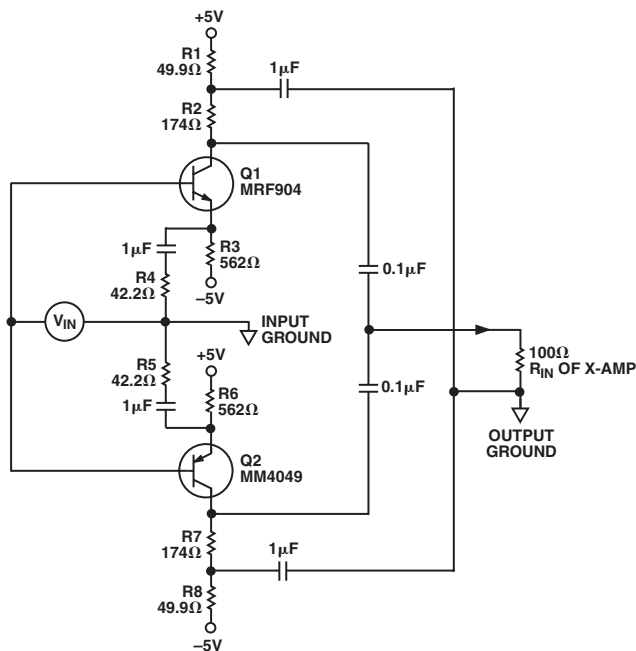 +5V
R1
49.9Ω
1μF
R2
174Ω
Q1
MRF904
1μF
R3
562Ω
R4
42.2Ω
–5V
0.1μF
VIN
INPUT
GROUND
100Ω
RIN OF X-AMP
R5
42.2Ω
+5V
1μF
R6
562Ω
0.1μF
OUTPUT
GROUND
Q2
MM4049
R7
174Ω
1μF
R8
49.9Ω
–5V